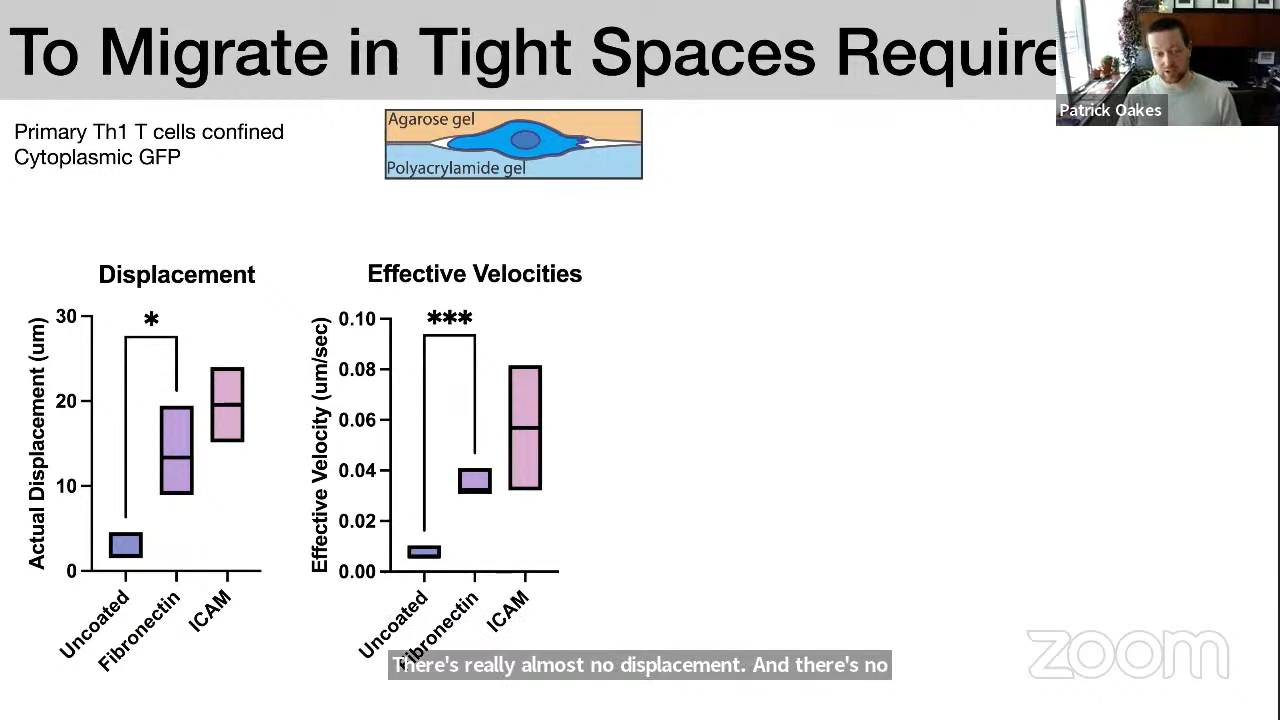 To Migrate in Tight Spaces Require
Patrick Oakes
Primary Th1 T cells confined
Cytoplasmic GFP
Agarose gel
Polyacrylamide gel
Displacement
Actual Displacement (um)
30
20
10
0
*
Uncoated
Fibronectin
ICAM
Effective Velocities
Effective Velocity (um/sec)
0.10
0.08
0.06
0.04
0.02
0.00
***
Uncoated
Fibronectin
ICAM
There's really almost no displacement. And there's no
zoom